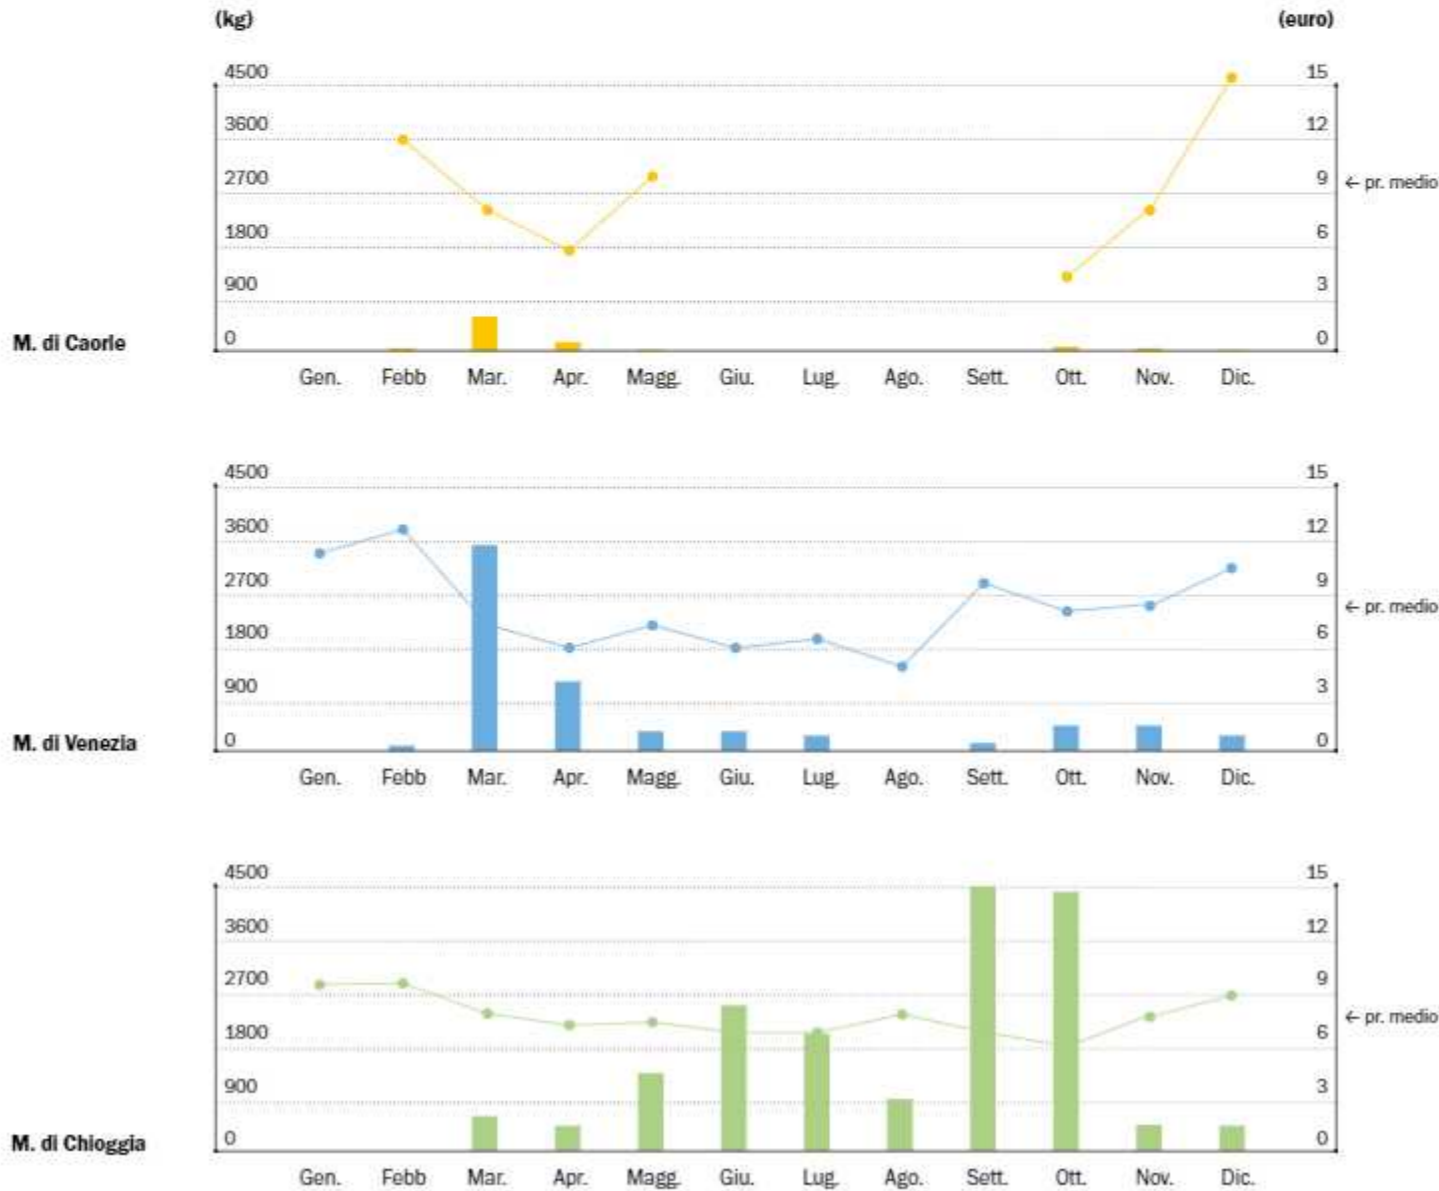 (kg) (euro)
4500 15
3600 12
2700 9 ← pr. medio
1800 6
900 3
M. di Caorle 0 0
Gen. Febb Mar. Apr. Magg. Giu. Lug. Ago. Sett. Ott. Nov. Dic.
4500 15
3600 12
2700 9
← pr. medio
1800 6
900 3
M. di Venezia 0 0
Gen. Febb Mar. Apr. Magg. Giu. Lug. Ago. Sett. Ott. Nov. Dic.
4500 15
3600 12
2700 9
← pr. medio
1800 6
900 3
M. di Chioggia 0 0
Gen. Febb Mar. Apr. Magg. Giu. Lug. Ago. Sett. Ott. Nov. Dic.